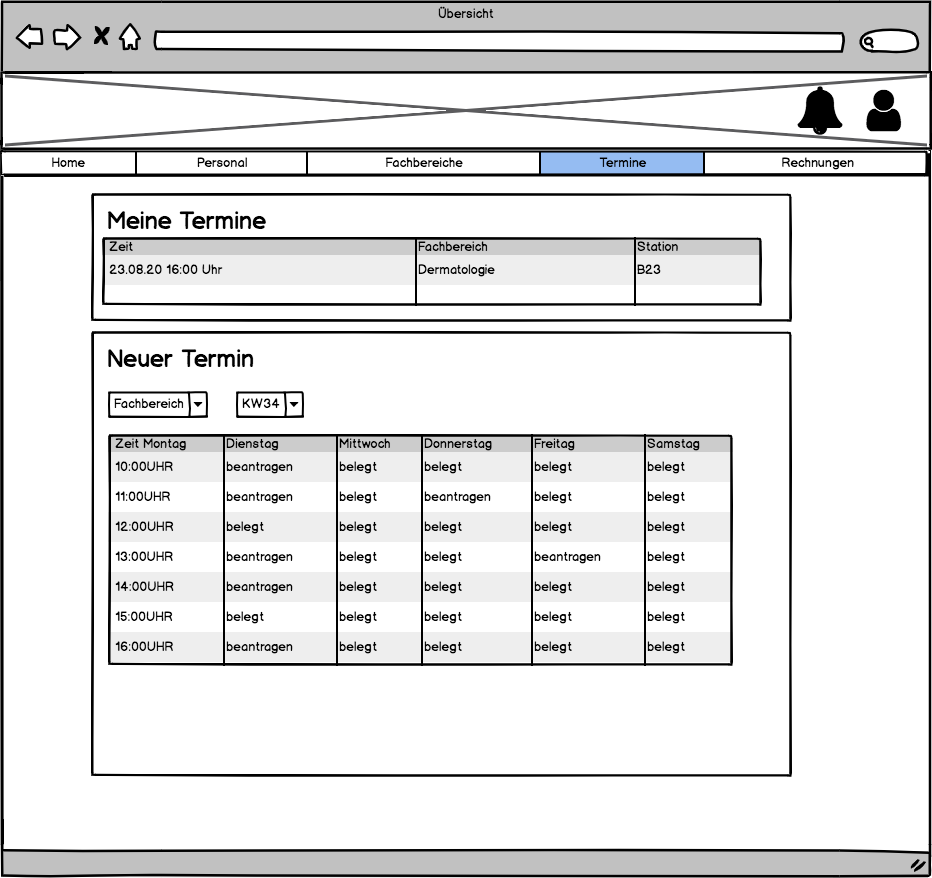 Übersicht
Home Personal Fachbereiche Termine Rechnungen
Meine Termine
Zeit Fachbereich Station
23.08.20 16:00 Uhr Dermatologie B23
Neuer Termin
Fachbereich KW34
Zeit Montag Dienstag Mittwoch Donnerstag Freitag Samstag
10:00UHR beantragen belegt belegt belegt belegt
11:00UHR beantragen belegt beantragen belegt belegt
12:00UHR belegt belegt belegt belegt belegt
13:00UHR beantragen belegt belegt beantragen belegt
14:00UHR beantragen belegt belegt belegt belegt
15:00UHR belegt belegt belegt belegt belegt
16:00UHR beantragen belegt belegt belegt belegt